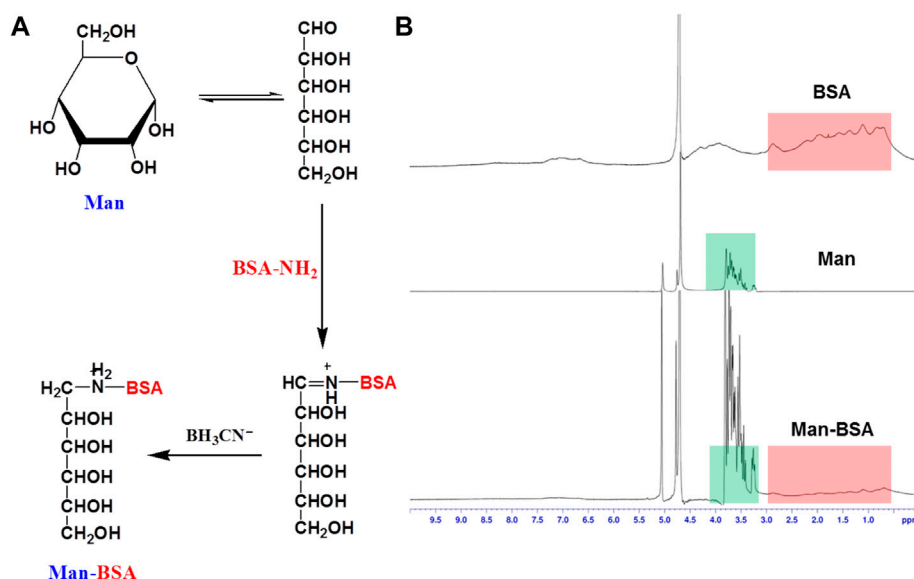 A
CH₂OH
O
HO
OH
HO
OH
OH
Man
CHO
CHOH
CHOH
CHOH
CHOH
CH₂OH
BSA-NH₂
HC=N—BSA
+
H
CHOH
CHOH
CHOH
CHOH
CH₂OH
BH₃CN⁻
H₂
H₂C—N—BSA
CHOH
CHOH
CHOH
CHOH
CH₂OH
Man-BSA
B
BSA
Man
Man-BSA
9.5 9.0 8.5 8.0 7.5 7.0 6.5 6.0 5.5 5.0 4.5 4.0 3.5 3.0 2.5 2.0 1.5 1.0 ppm